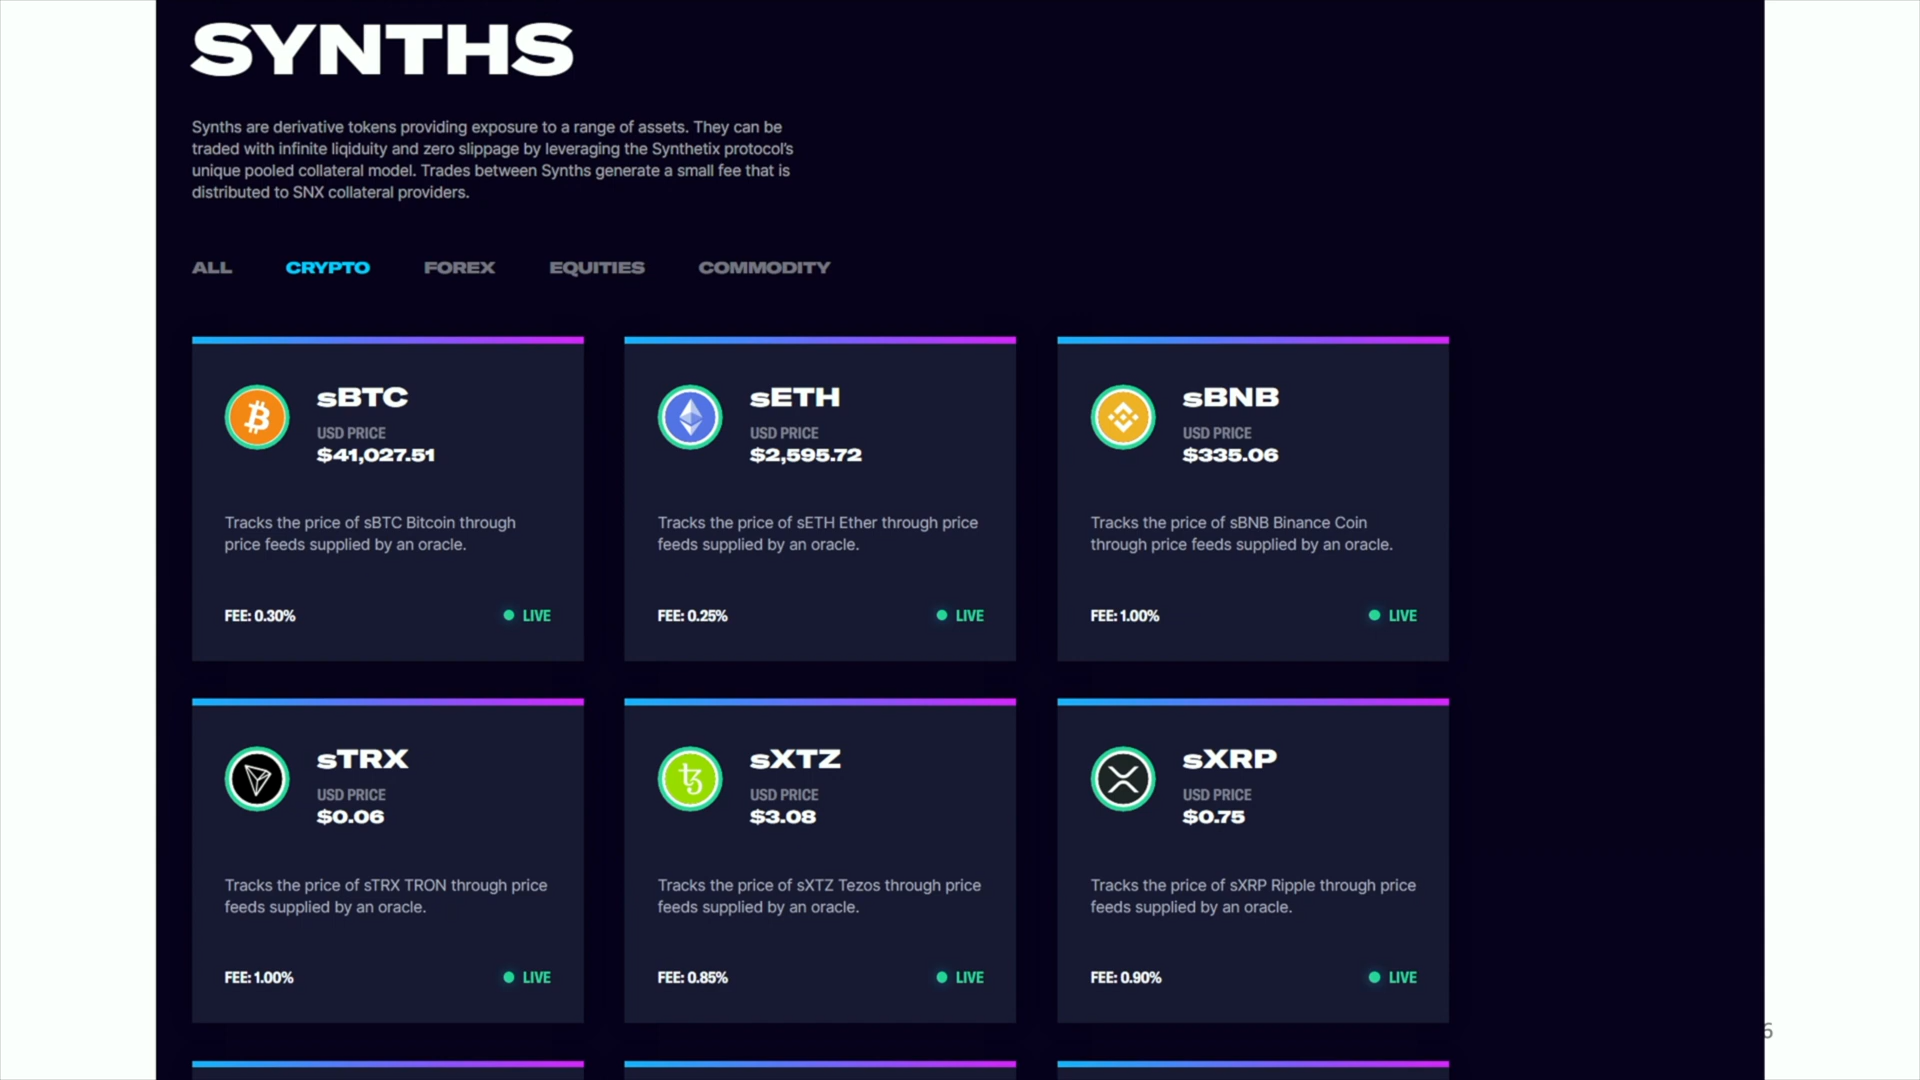 SYNTHS
Synths are derivative tokens providing exposure to a range of assets. They can be
traded with infinite liqiduity and zero slippage by leveraging the Synthetix protocol's
unique pooled collateral model. Trades between Synths generate a small fee that is
distributed to SNX collateral providers.
ALL CRYPTO FOREX EQUITIES COMMODITY
sBTC
USD PRICE
$41,027.51
Tracks the price of sBTC Bitcoin through
price feeds supplied by an oracle.
FEE: 0.30% LIVE
sETH
USD PRICE
$2,595.72
Tracks the price of sETH Ether through price
feeds supplied by an oracle.
FEE: 0.25% LIVE
sBNB
USD PRICE
$335.06
Tracks the price of sBNB Binance Coin
through price feeds supplied by an oracle.
FEE: 1.00% LIVE
sTRX
USD PRICE
$0.06
Tracks the price of sTRX TRON through price
feeds supplied by an oracle.
FEE: 1.00% LIVE
sXTZ
USD PRICE
$3.08
Tracks the price of sXTZ Tezos through price
feeds supplied by an oracle.
FEE: 0.85% LIVE
sXRP
USD PRICE
$0.75
Tracks the price of sXRP Ripple through price
feeds supplied by an oracle.
FEE: 0.90% LIVE
6